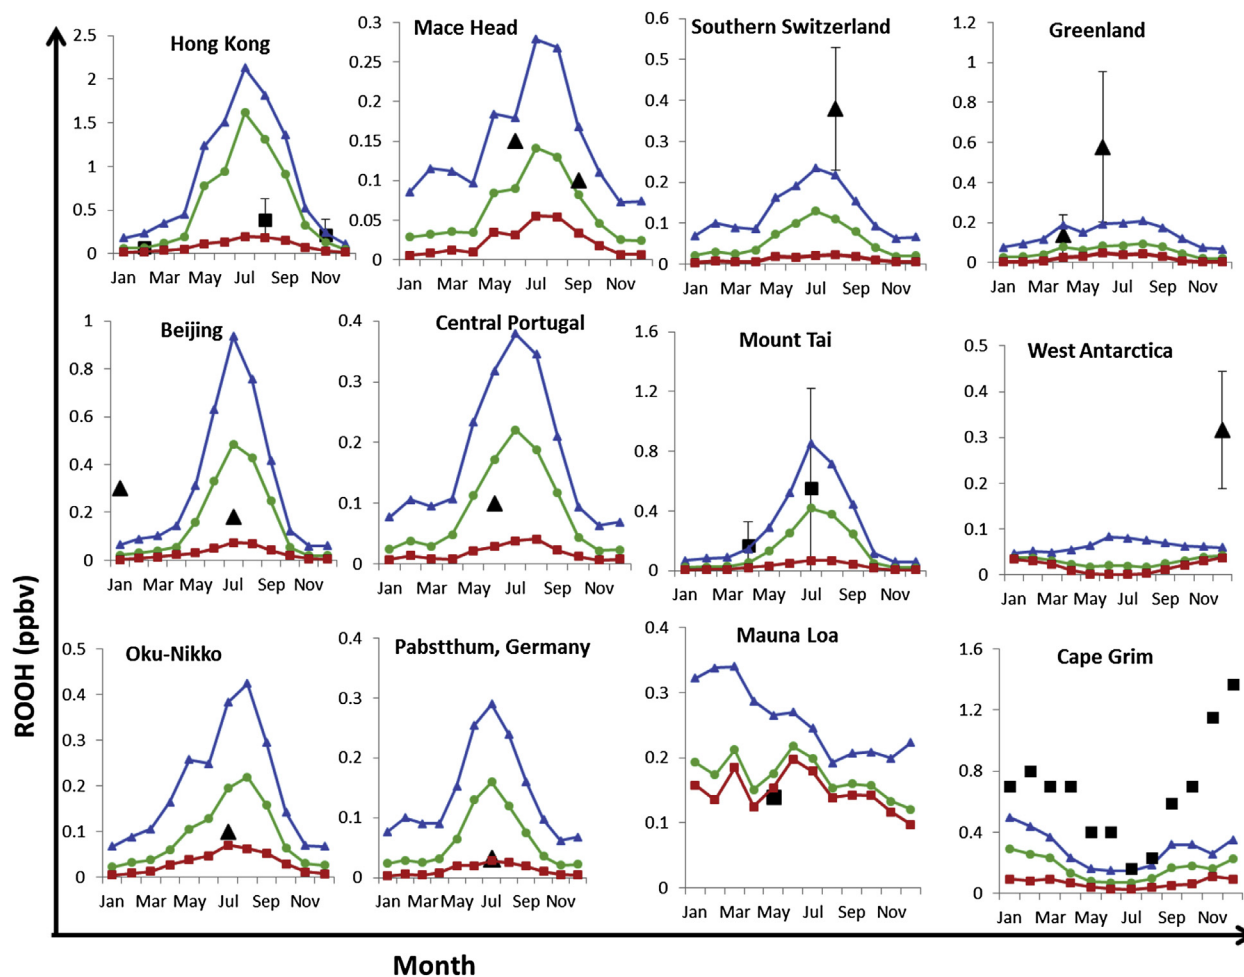 ROOH (ppbv)
Hong Kong
2.5
2
1.5
1
0.5
0
Jan Mar May Jul Sep Nov
Mace Head
0.3
0.25
0.2
0.15
0.1
0.05
0
Jan Mar May Jul Sep Nov
Southern Switzerland
0.6
0.5
0.4
0.3
0.2
0.1
0
Jan Mar May Jul Sep Nov
Greenland
1.2
1
0.8
0.6
0.4
0.2
0
Jan Mar May Jul Sep Nov
Beijing
1
0.8
0.6
0.4
0.2
0
Jan Mar May Jul Sep Nov
Central Portugal
0.4
0.3
0.2
0.1
0
Jan Mar May Jul Sep Nov
Mount Tai
1.6
1.2
0.8
0.4
0
Jan Mar May Jul Sep Nov
West Antarctica
0.5
0.4
0.3
0.2
0.1
0
Jan Mar May Jul Sep Nov
Oku-Nikko
0.5
0.4
0.3
0.2
0.1
0
Jan Mar May Jul Sep Nov
Pabstthum, Germany
0.4
0.3
0.2
0.1
0
Jan Mar May Jul Sep Nov
Mauna Loa
0.4
0.3
0.2
0.1
0
Jan Mar May Jul Sep Nov
Cape Grim
1.6
1.2
0.8
0.4
0
Jan Mar May Jul Sep Nov
Month